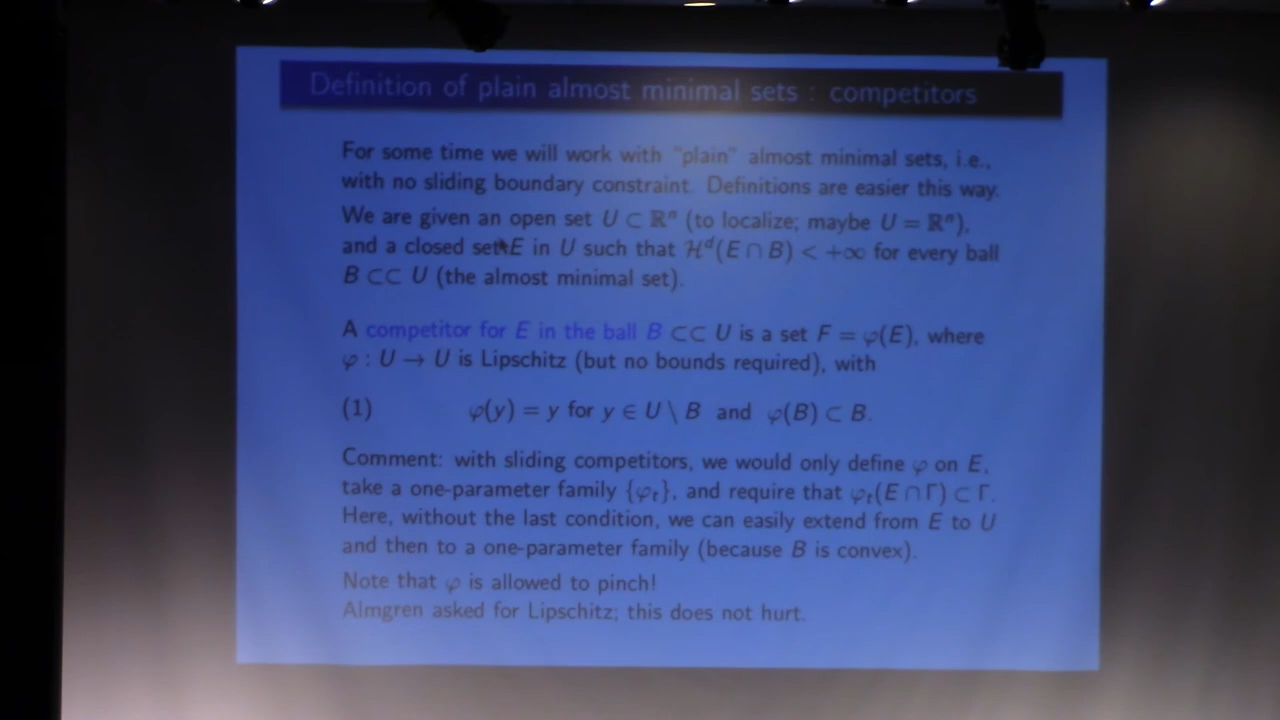 Definition of plain almost minimal sets : competitors
For some time we will work with "plain" almost minimal sets, i.e.,
with no sliding boundary constraint. Definitions are easier this way.
We are given an open set U ⊂ ℝⁿ (to localize; maybe U = ℝⁿ),
and a closed set E in U such that ℋᵈ(E ∩ B) < +∞ for every ball
B ⊂⊂ U (the almost minimal set).
A competitor for E in the ball B ⊂⊂ U is a set F = φ(E), where
φ : U → U is Lipschitz (but no bounds required), with
(1) φ(y) = y for y ∈ U \ B and φ(B) ⊂ B.
Comment: with sliding competitors, we would only define φ on E,
take a one-parameter family {φₜ}, and require that φₜ(E ∩ Γ) ⊂ Γ.
Here, without the last condition, we can easily extend from E to U
and then to a one-parameter family (because B is convex).
Note that φ is allowed to pinch!
Almgren asked for Lipschitz; this does not hurt.